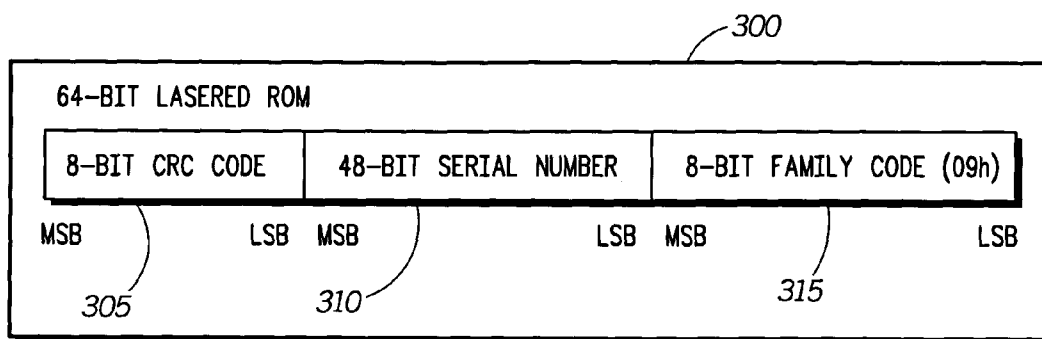 300
64-BIT LASERED ROM
8-BIT CRC CODE 48-BIT SERIAL NUMBER 8-BIT FAMILY CODE (09h)
MSB LSB MSB LSB MSB LSB
305 310 315